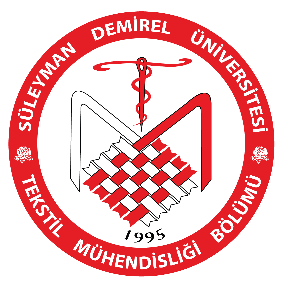 SÜLEYMAN DEMİREL ÜNİVERSİTESİ
TEKSTİL MÜHENDİSLİĞİ BÖLÜMÜ
1995